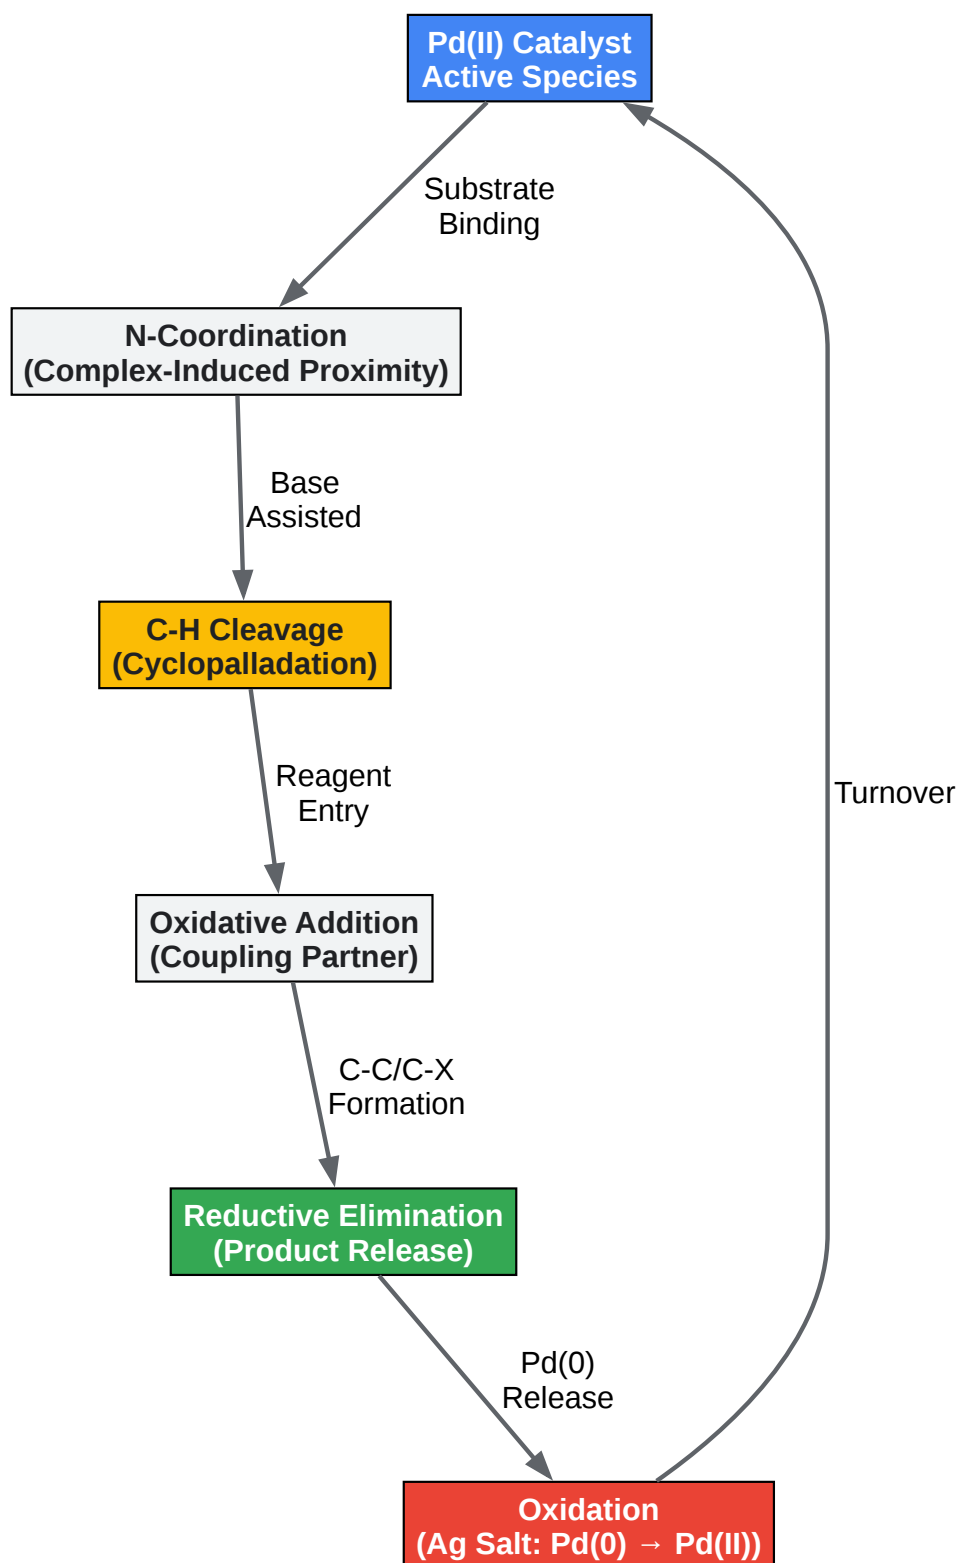 Pd(II) Catalyst
Active Species
Substrate
Binding
N-Coordination
(Complex-Induced Proximity)
Base
Assisted
C-H Cleavage
(Cyclopalladation)
Reagent
Entry
Turnover
Oxidative Addition
(Coupling Partner)
C-C/C-X
Formation
Reductive Elimination
(Product Release)
Pd(0)
Release
Oxidation
(Ag Salt: Pd(0) → Pd(II))